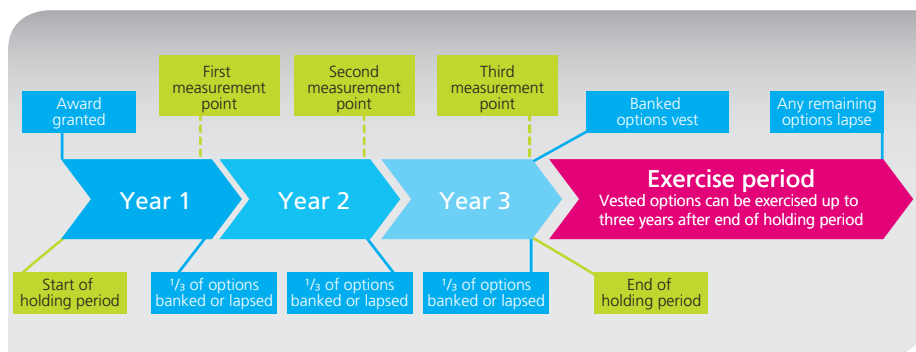 First
measurement
point
Second
measurement
point
Third
measurement
point
Award
granted
Banked
options vest
Any remaining
options lapse
Year 1
Year 2
Year 3
Exercise period
Vested options can be exercised up to
three years after end of holding period
Start of
holding period
1/3 of options
banked or lapsed
1/3 of options
banked or lapsed
1/3 of options
banked or lapsed
End of
holding period